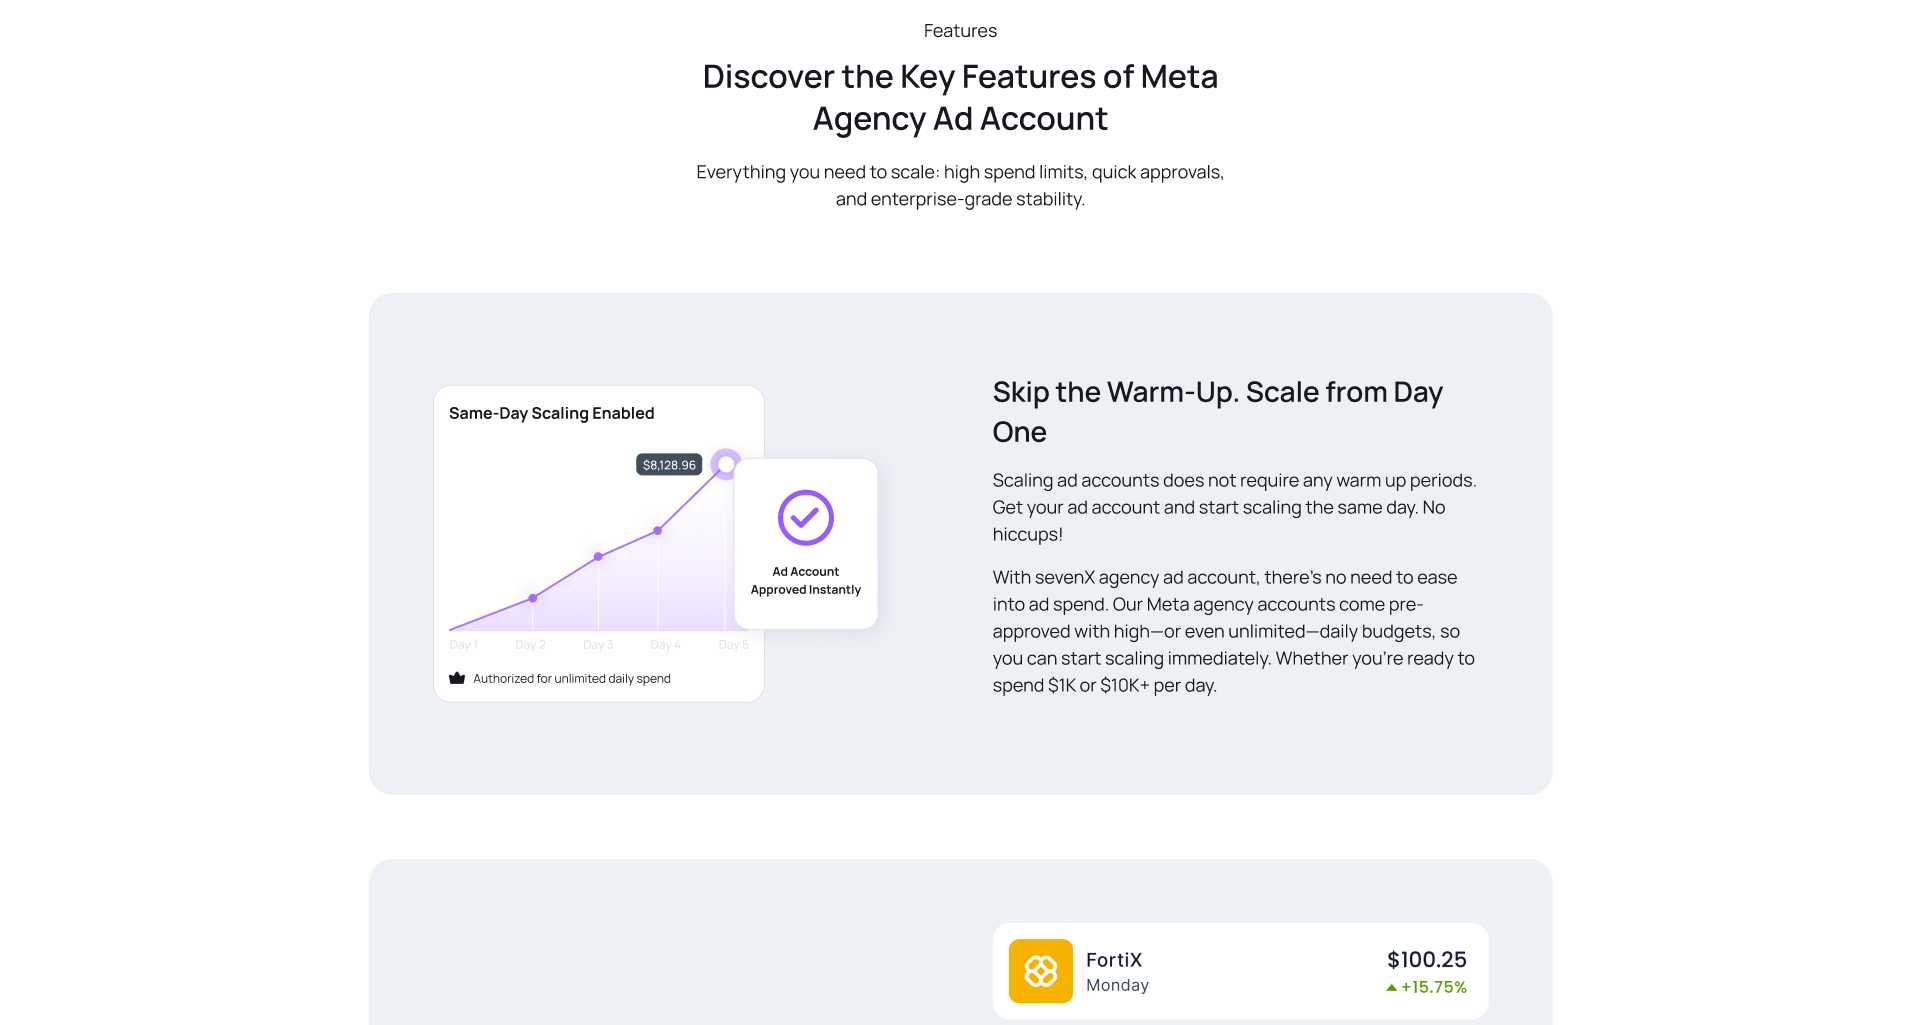 Features
Discover the Key Features of Meta
Agency Ad Account
Everything you need to scale: high spend limits, quick approvals,
and enterprise-grade stability.
Same-Day Scaling Enabled
$8,128.96
Ad Account
Approved Instantly
Day 1 Day 2 Day 3 Day 4 Day 5
Authorized for unlimited daily spend
Skip the Warm-Up. Scale from Day
One
Scaling ad accounts does not require any warm up periods.
Get your ad account and start scaling the same day. No
hiccups!
With sevenX agency ad account, there's no need to ease
into ad spend. Our Meta agency accounts come pre-
approved with high—or even unlimited—daily budgets, so
you can start scaling immediately. Whether you're ready to
spend $1K or $10K+ per day.
FortiX $100.25
Monday +15.75%